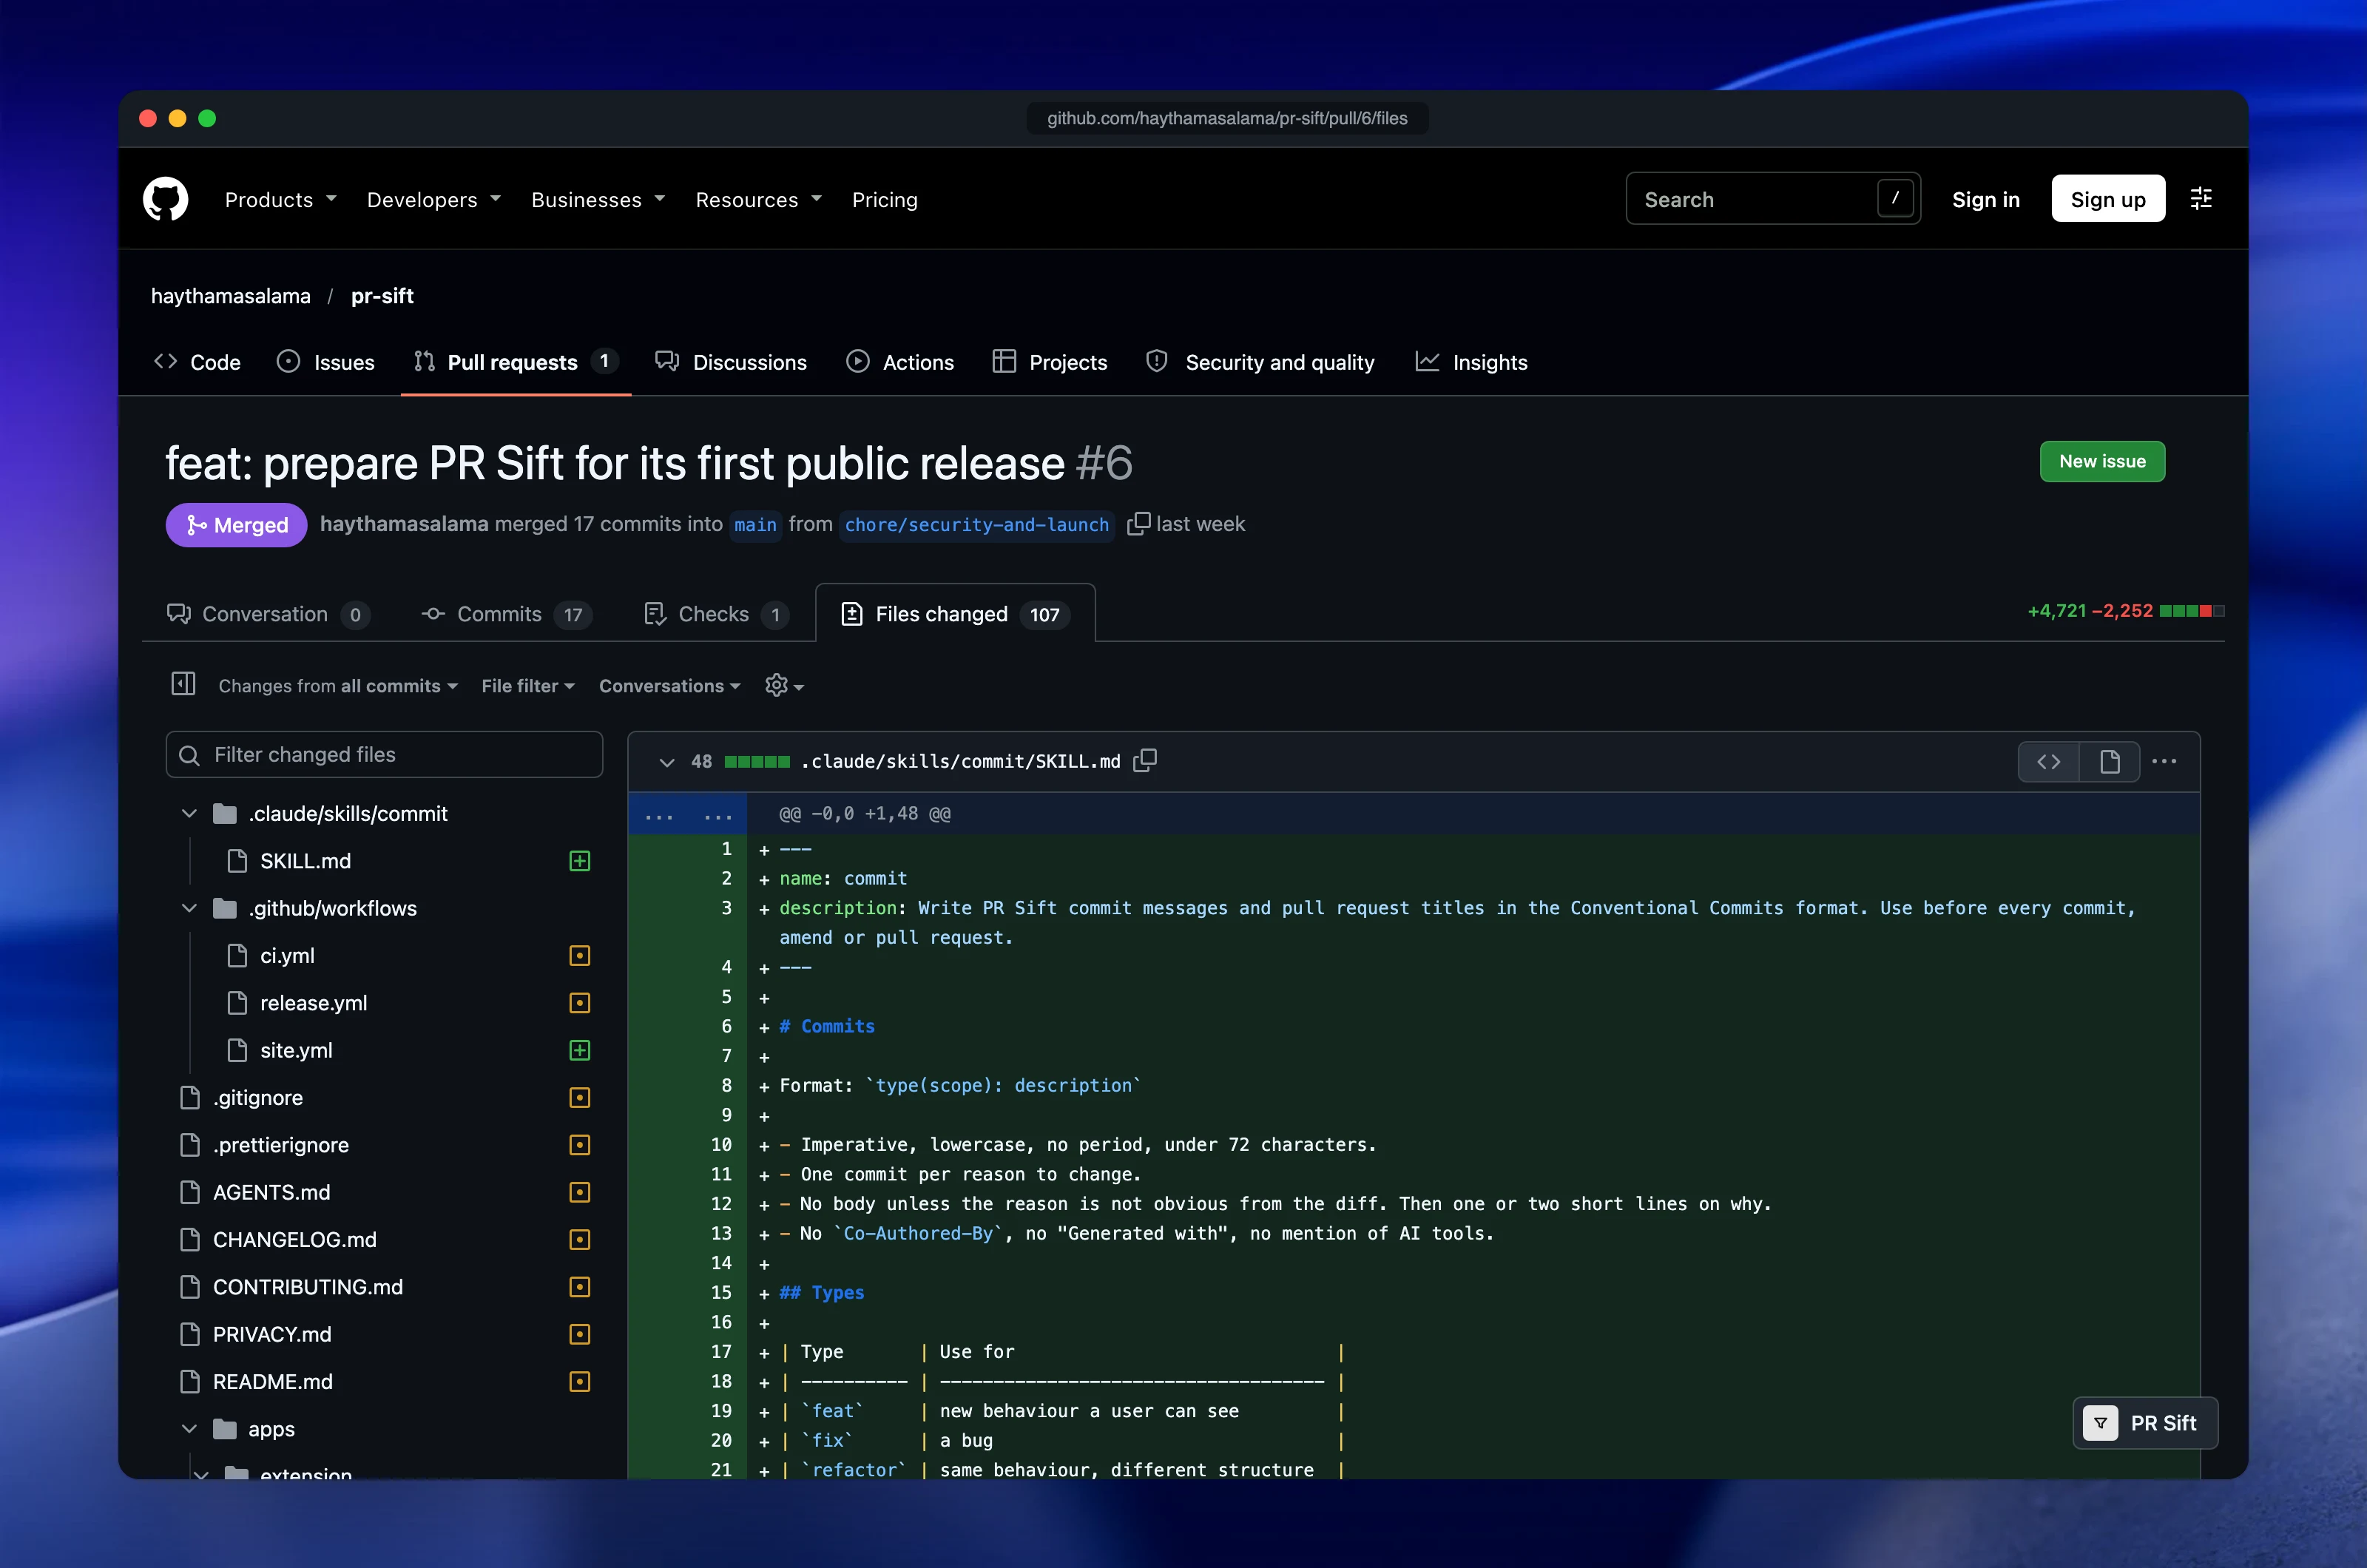 github.com/haythamasalama/pr-sift/pull/6/files
Products Developers Businesses Resources Pricing Search / Sign in Sign up
haythamasalama / pr-sift
Code Issues Pull requests 1 Discussions Actions Projects Security and quality Insights
feat: prepare PR Sift for its first public release #6
New issue
Merged haythamasalama merged 17 commits into main from chore/security-and-launch last week
Conversation 0 Commits 17 Checks 1 Files changed 107
+4,721 −2,252
Changes from all commits File filter Conversations
Filter changed files
.claude/skills/commit
SKILL.md
.github/workflows
ci.yml
release.yml
site.yml
.gitignore
.prettierignore
AGENTS.md
CHANGELOG.md
CONTRIBUTING.md
PRIVACY.md
README.md
apps
extension
48 .claude/skills/commit/SKILL.md
... ... @@ -0,0 +1,48 @@
1 + ---
2 + name: commit
3 + description: Write PR Sift commit messages and pull request titles in the Conventional Commits format. Use before every commit,
amend or pull request.
4 + ---
5 +
6 + # Commits
7 +
8 + Format: `type(scope): description`
9 +
10 + - Imperative, lowercase, no period, under 72 characters.
11 + - One commit per reason to change.
12 + - No body unless the reason is not obvious from the diff. Then one or two short lines on why.
13 + - No `Co-Authored-By`, no "Generated with", no mention of AI tools.
14 +
15 + ## Types
16 +
17 + | Type | Use for |
18 + | ---------- | ------------------------------------ |
19 + | `feat` | new behaviour a user can see |
20 + | `fix` | a bug |
21 + | `refactor` | same behaviour, different structure |
PR Sift